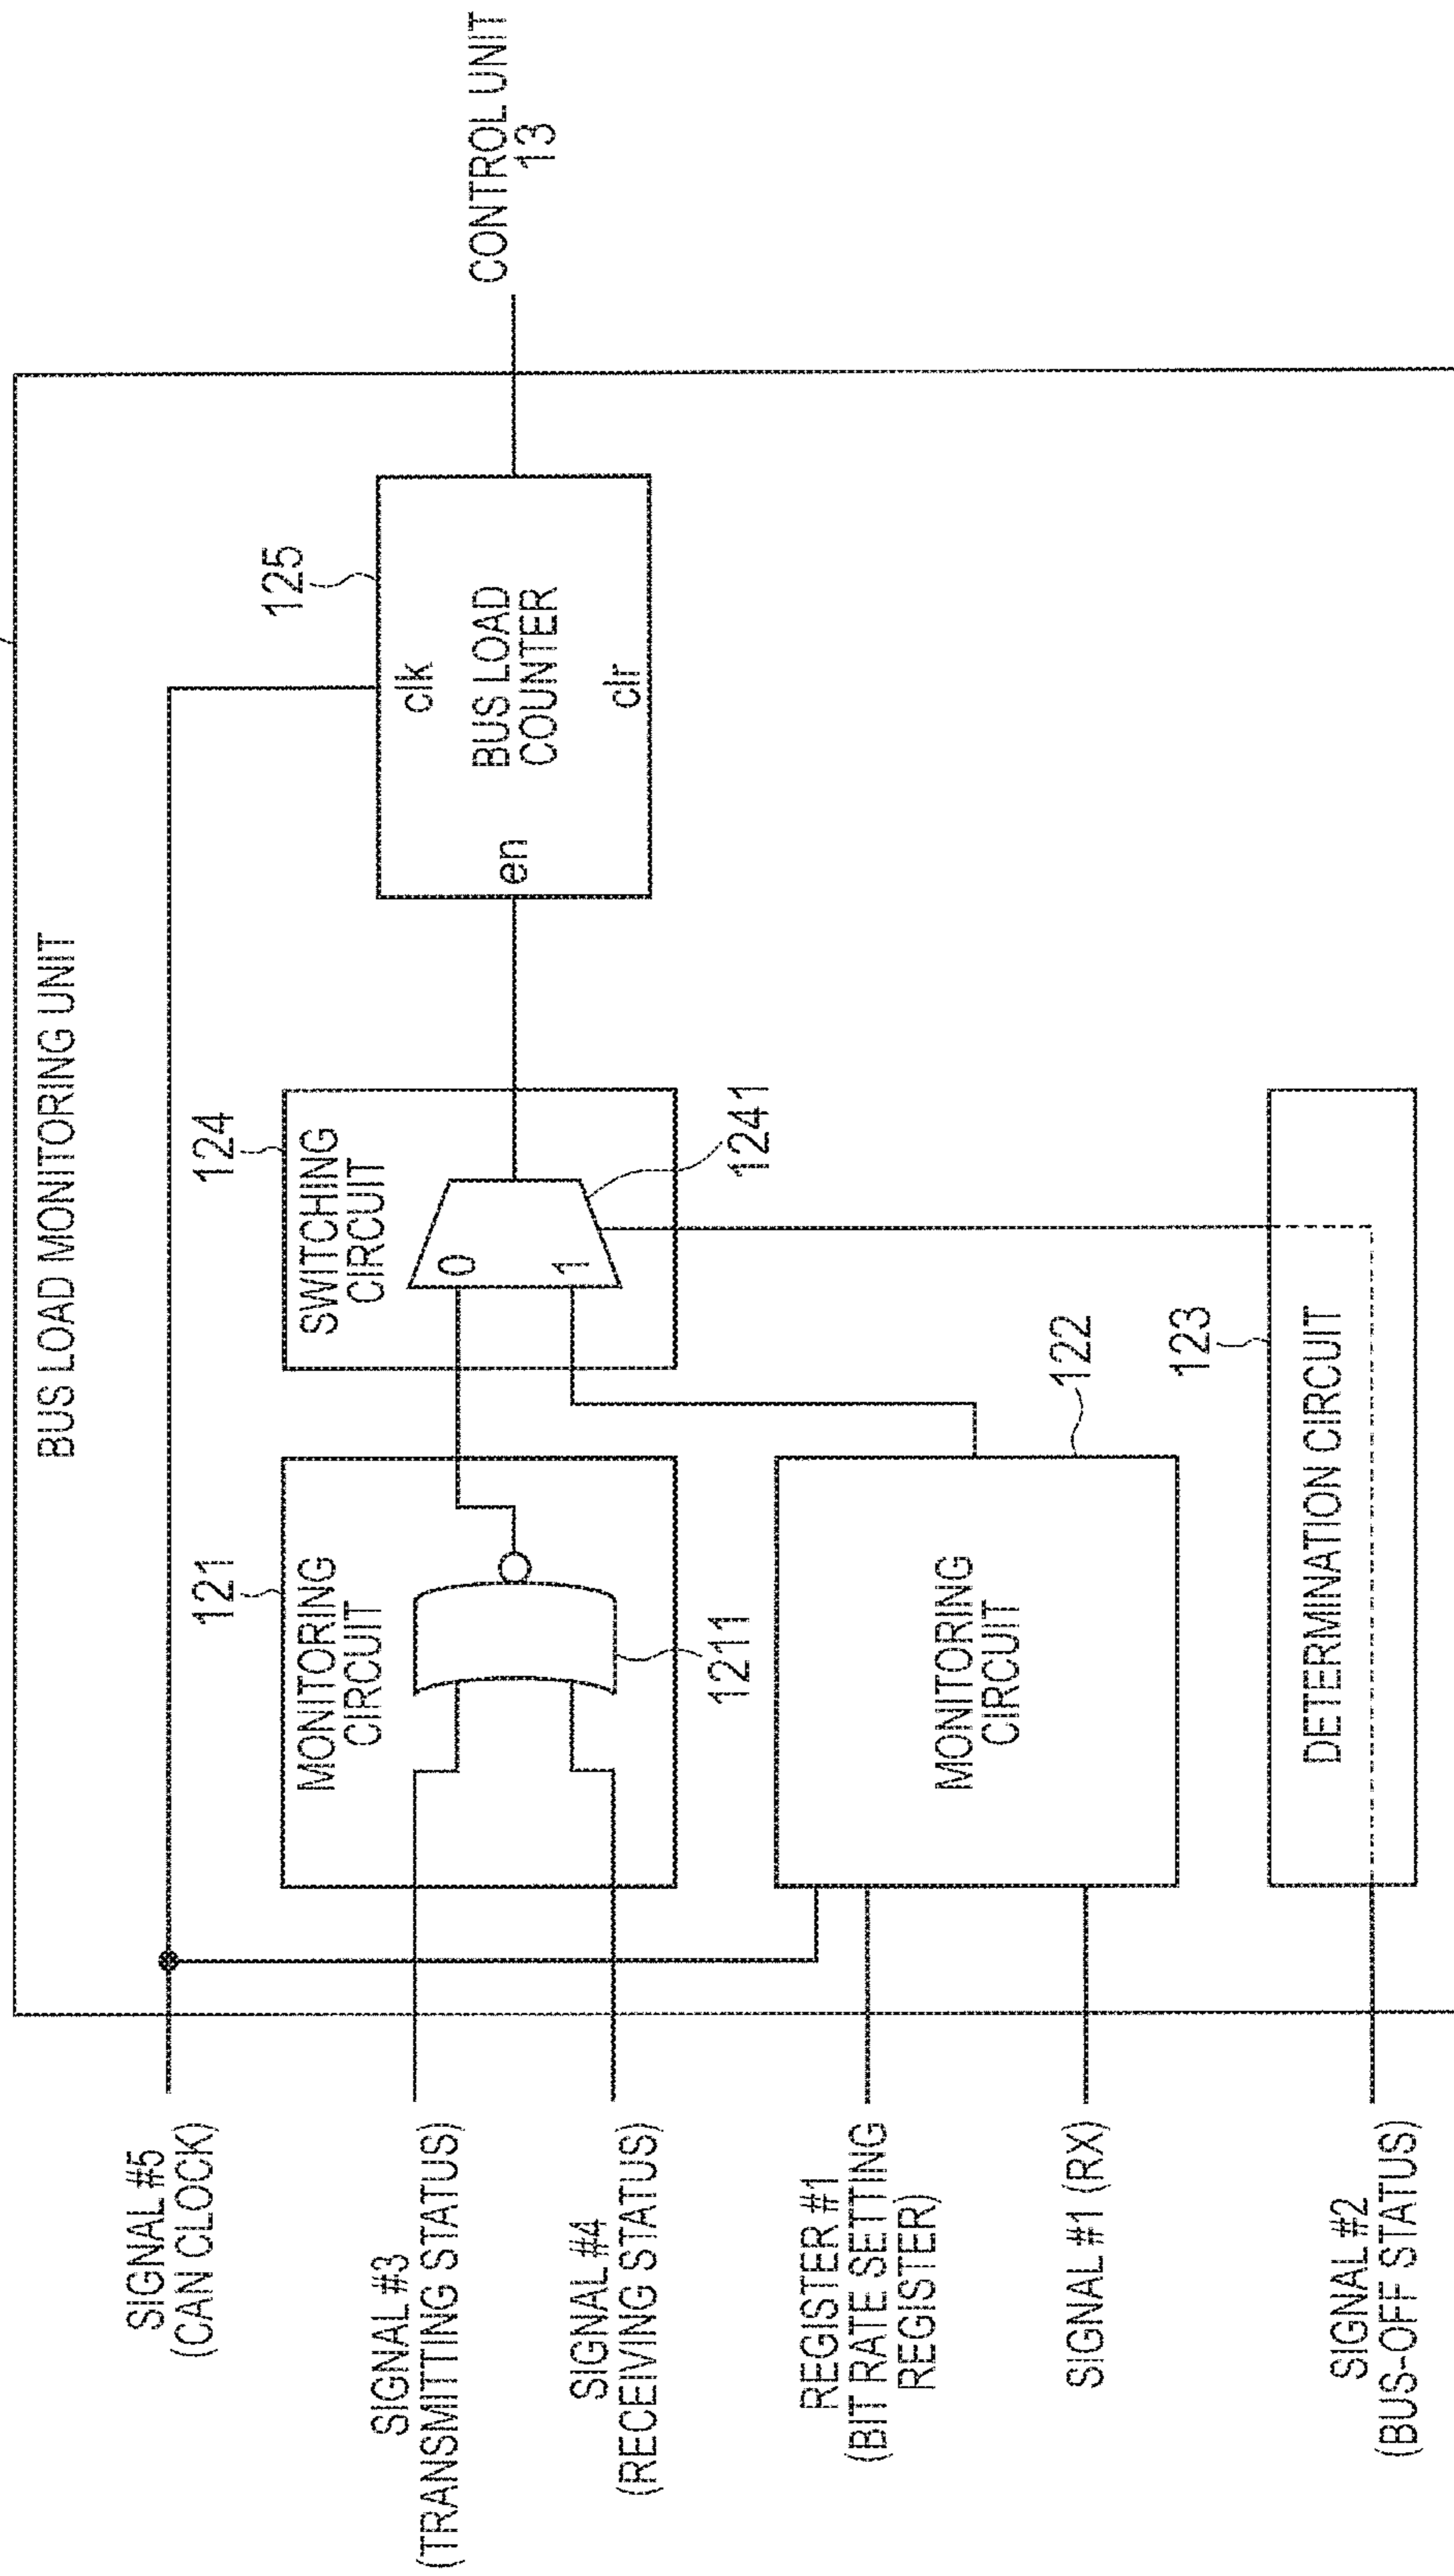 BUS LOAD MONITORING UNIT
SIGNAL #5
(CAN CLOCK)
SIGNAL #3
(TRANSMITTING STATUS)
SIGNAL #4
(RECEIVING STATUS)
REGISTER #1
(BIT RATE SETTING
REGISTER)
SIGNAL #1 (RX)
SIGNAL #2
(BUS-OFF STATUS)
121
MONITORING
CIRCUIT
1211
MONITORING
CIRCUIT
122
123
DETERMINATION CIRCUIT
124
SWITCHING
CIRCUIT
0
1
1241
125
clk
en
BUS LOAD
COUNTER
clr
CONTROL UNIT
13